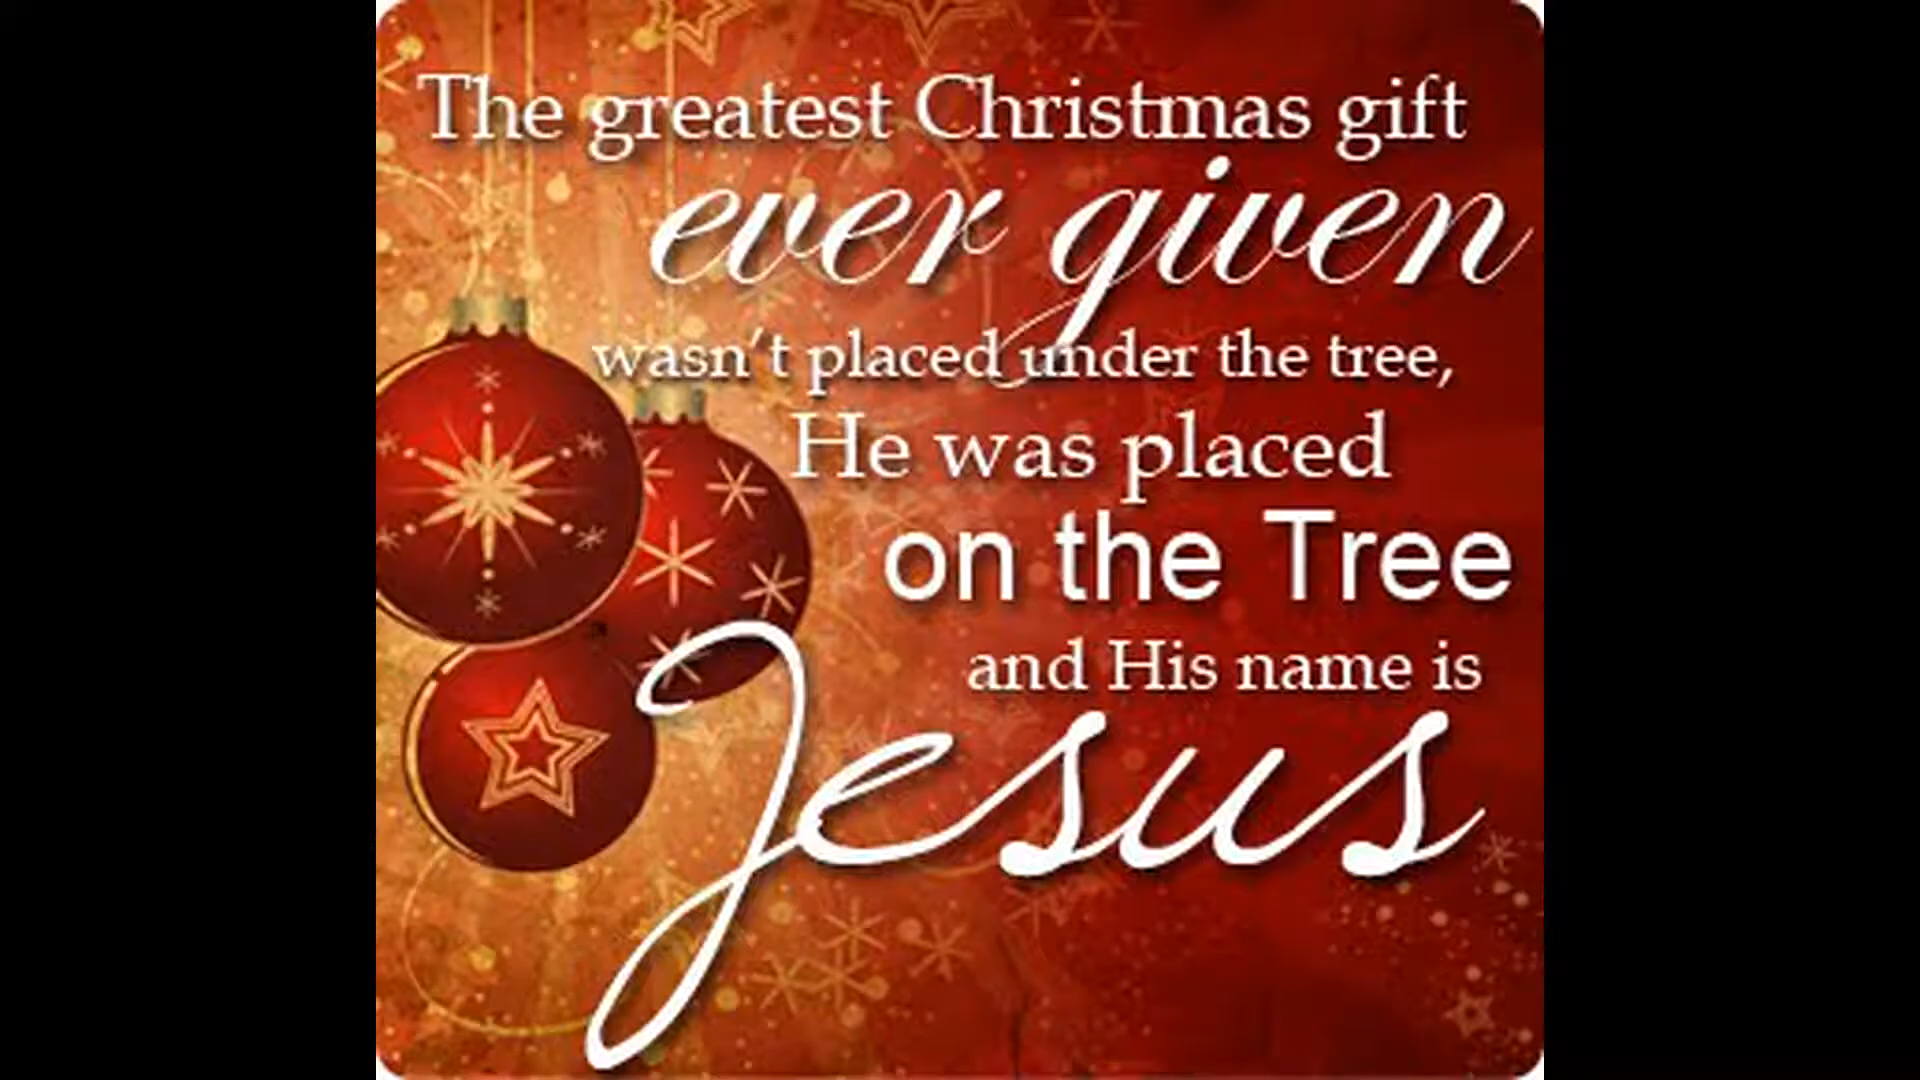 The greatest Christmas gift
ever given
wasn't placed under the tree,
He was placed
on the Tree
and His name is
Jesus